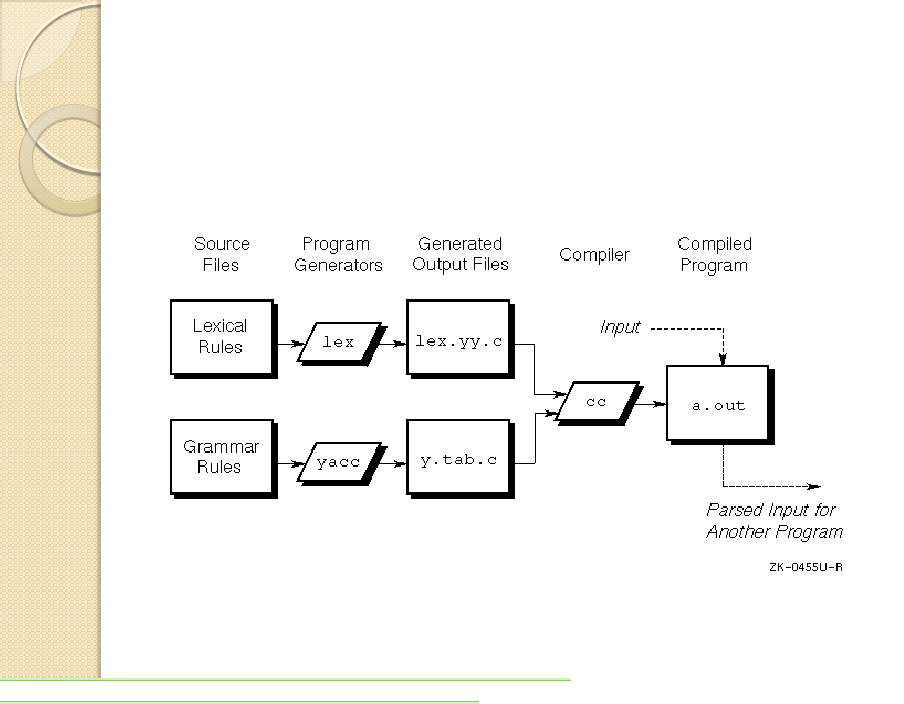 Source
Files
Program
Generators
Generated
Output Files
Compiler
Compiled
Program
Lexical
Rules
lex
lex.yy.c
Input
cc
a.out
Grammar
Rules
yacc
y.tab.c
Parsed Input for
Another Program
ZK-0455U-R